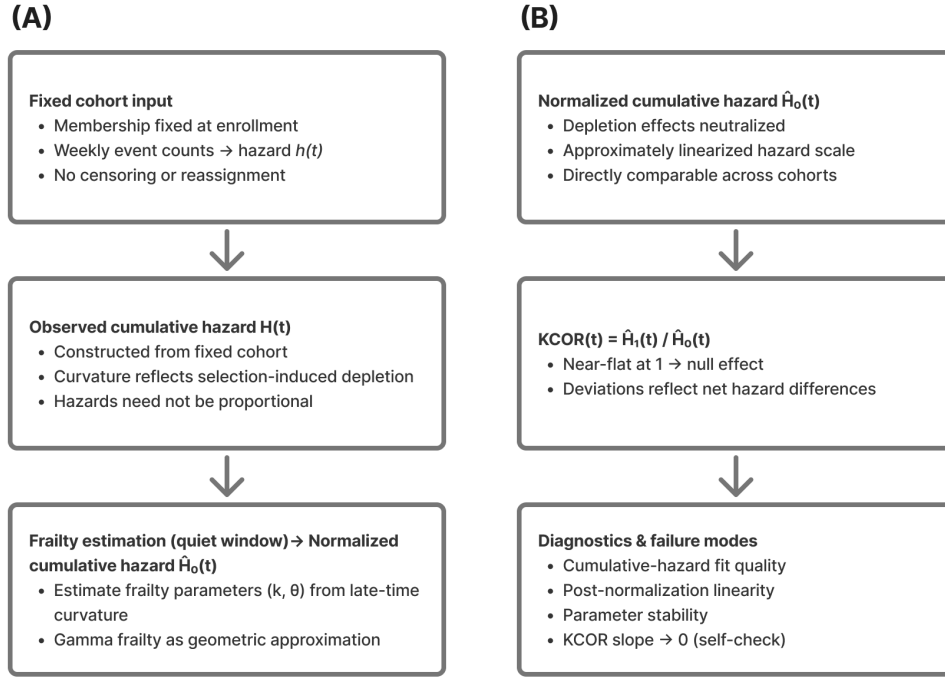 (A)
Fixed cohort input
• Membership fixed at enrollment
• Weekly event counts → hazard h(t)
• No censoring or reassignment
Observed cumulative hazard H(t)
• Constructed from fixed cohort
• Curvature reflects selection-induced depletion
• Hazards need not be proportional
Frailty estimation (quiet window)→ Normalized
cumulative hazard Ĥ₀(t)
• Estimate frailty parameters (k, θ) from late-time
curvature
• Gamma frailty as geometric approximation
(B)
Normalized cumulative hazard Ĥ₀(t)
• Depletion effects neutralized
• Approximately linearized hazard scale
• Directly comparable across cohorts
KCOR(t) = Ĥ₁(t) / Ĥ₀(t)
• Near-flat at 1 → null effect
• Deviations reflect net hazard differences
Diagnostics & failure modes
• Cumulative-hazard fit quality
• Post-normalization linearity
• Parameter stability
• KCOR slope → 0 (self-check)